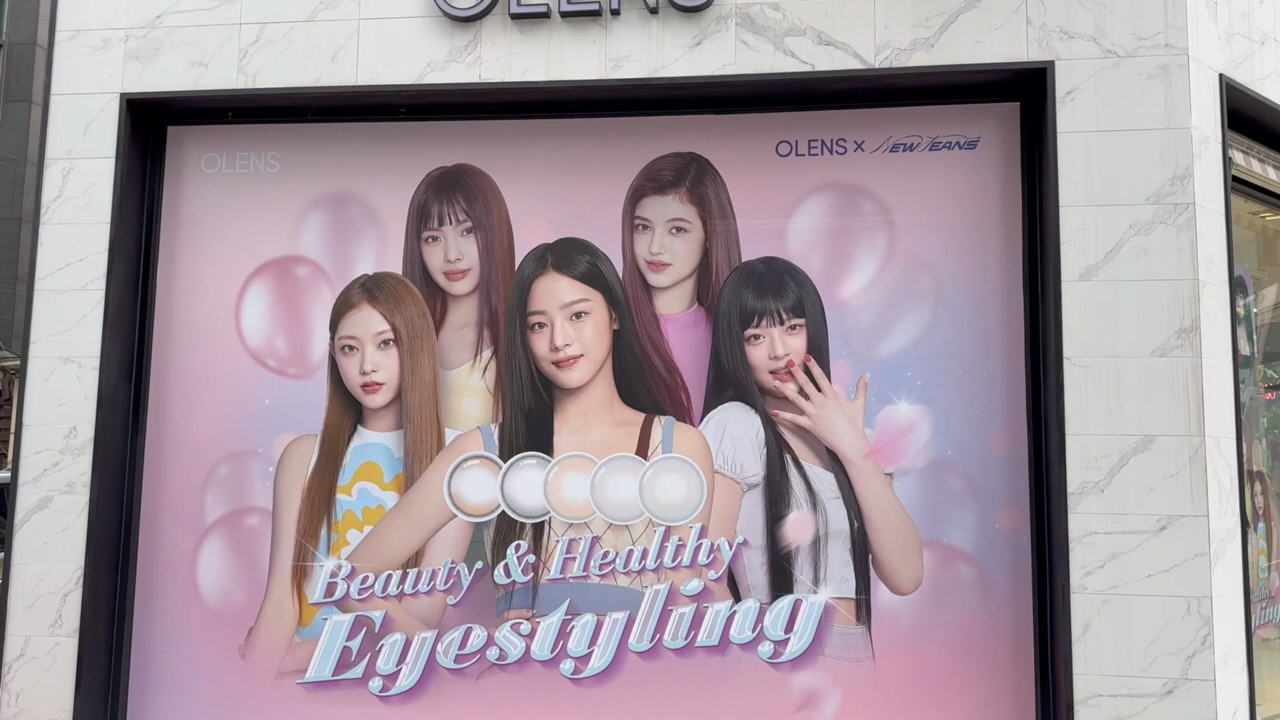 OLENS
OLENS
OLENS x NEWJEANS
Beauty & Healthy
Eyestyling